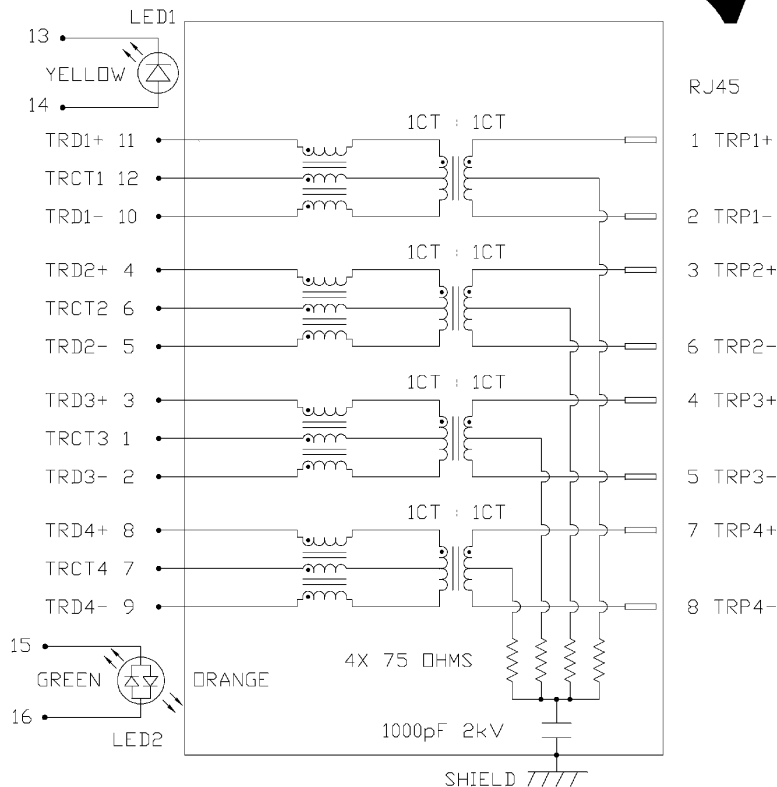 LED1
13
YELLOW
14
RJ45
1CT : 1CT
TRD1+ 11
1 TRP1+
TRCT1 12
TRD1- 10
2 TRP1-
1CT : 1CT
TRD2+ 4
3 TRP2+
TRCT2 6
TRD2- 5
6 TRP2-
1CT : 1CT
TRD3+ 3
4 TRP3+
TRCT3 1
TRD3- 2
5 TRP3-
1CT : 1CT
TRD4+ 8
7 TRP4+
TRCT4 7
TRD4- 9
8 TRP4-
15
GREEN
ORANGE
16
LED2
4X 75 OHMS
1000pF 2kV
SHIELD